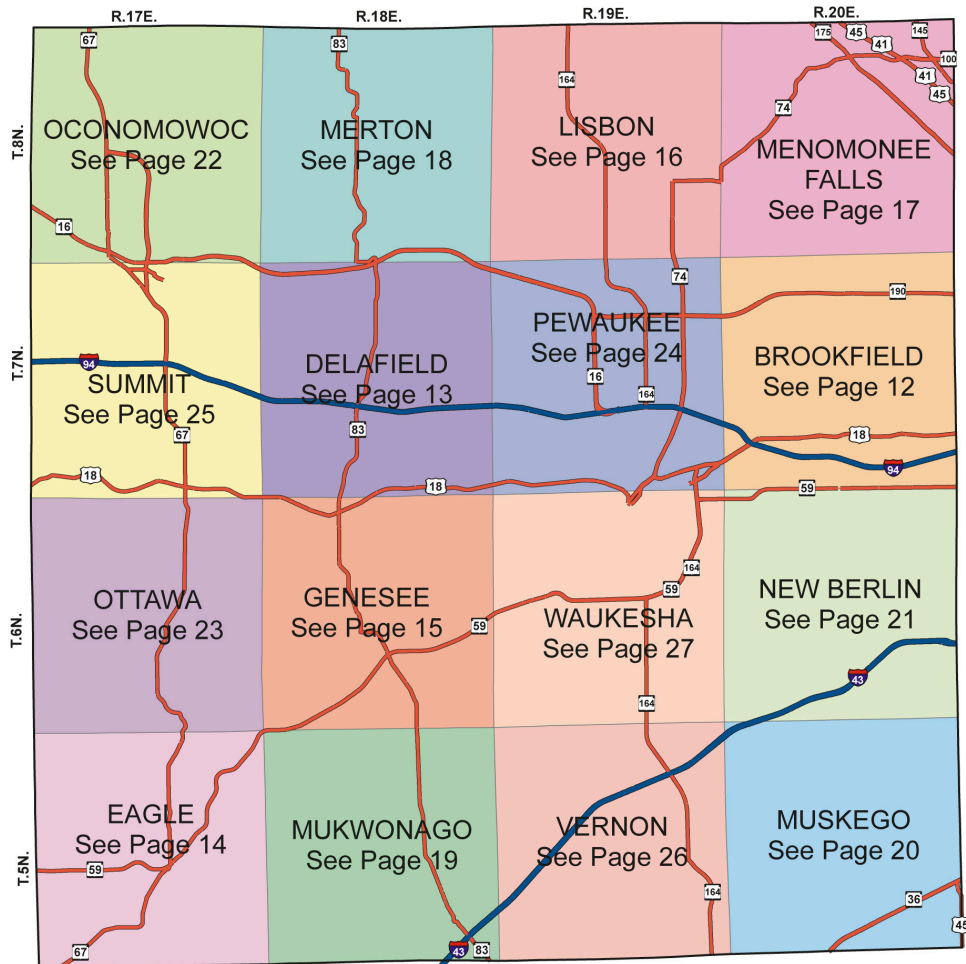 R.17E.
R.18E.
R.19E.
R.20E.
67
83
164
175
45
41
145
100
41
45
74
T.8N.
OCONOMOWOC
See Page 22
MERTON
See Page 18
LISBON
See Page 16
MENOMONEE
FALLS
See Page 17
16
74
190
T.7N.
94
SUMMIT
See Page 25
DELAFIELD
See Page 13
PEWAUKEE
See Page 24
BROOKFIELD
See Page 12
16
164
67
83
18
94
18
18
59
164
59
T.6N.
OTTAWA
See Page 23
GENESEE
See Page 15
59
WAUKESHA
See Page 27
NEW BERLIN
See Page 21
43
164
T.5N.
EAGLE
See Page 14
MUKWONAGO
See Page 19
VERNON
See Page 26
MUSKEGO
See Page 20
59
164
36
45
67
43
83